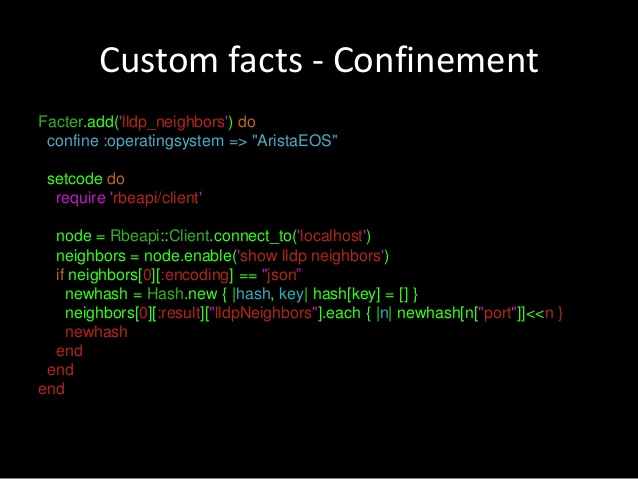 Custom facts - Confinement
Facter.add('lldp_neighbors') do
confine :operatingsystem => "AristaEOS"
setcode do
require 'rbeapi/client'
node = Rbeapi::Client.connect_to('localhost')
neighbors = node.enable('show lldp neighbors')
if neighbors[0][:encoding] == "json”
newhash = Hash.new { |hash, key| hash[key] = [] }
neighbors[0][:result]["lldpNeighbors"].each { |n| newhash[n["port"]]<<n }
newhash
end
end
end